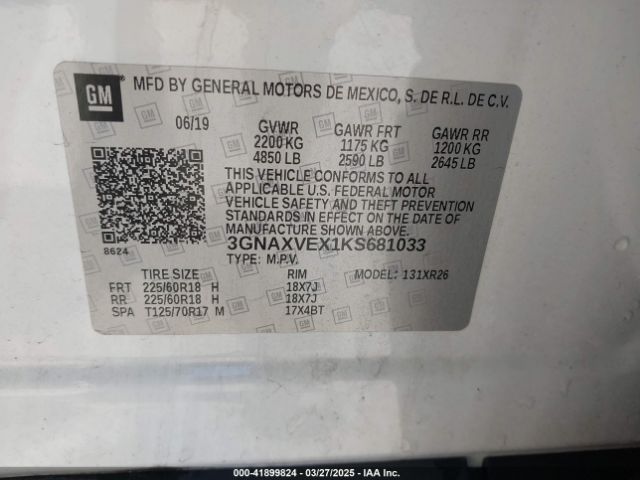 GM MFD BY GENERAL MOTORS DE MEXICO, S. DE R.L. DE C.V.
06/19 GVWR GAWR FRT GAWR RR
2200 KG 1175 KG 1200 KG
4850 LB 2590 LB 2645 LB
THIS VEHICLE CONFORMS TO ALL
APPLICABLE U.S. FEDERAL MOTOR
VEHICLE SAFETY AND THEFT PREVENTION
STANDARDS IN EFFECT ON THE DATE OF
MANUFACTURE SHOWN ABOVE.
8624 3GNAXVEX1KS681033
TYPE: M.P.V. MODEL: 131XR26
TIRE SIZE RIM
FRT 225/60R18 H 18X7J
RR 225/60R18 H 18X7J
SPA T125/70R17 M 17X4BT
000-41899824 | 03/27/2025 | IAA Inc.